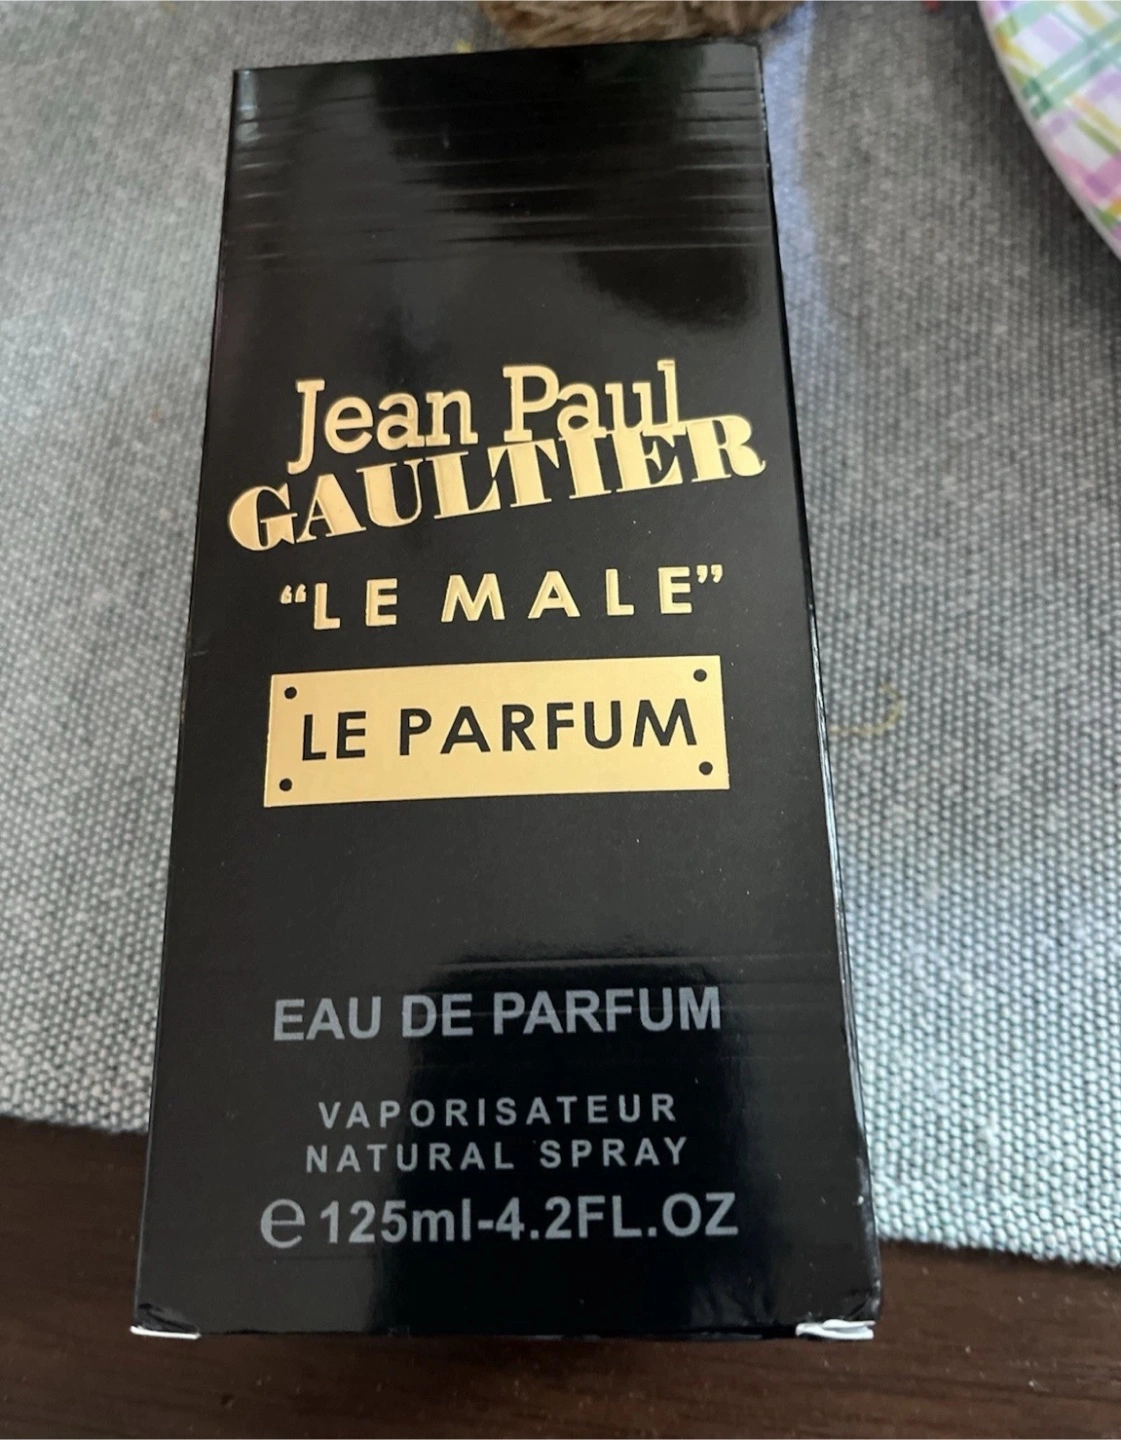 Jean Paul
GAULTIER
“LE MALE”
LE PARFUM
EAU DE PARFUM
VAPORISATEUR
NATURAL SPRAY
℮125ml-4.2FL.OZ